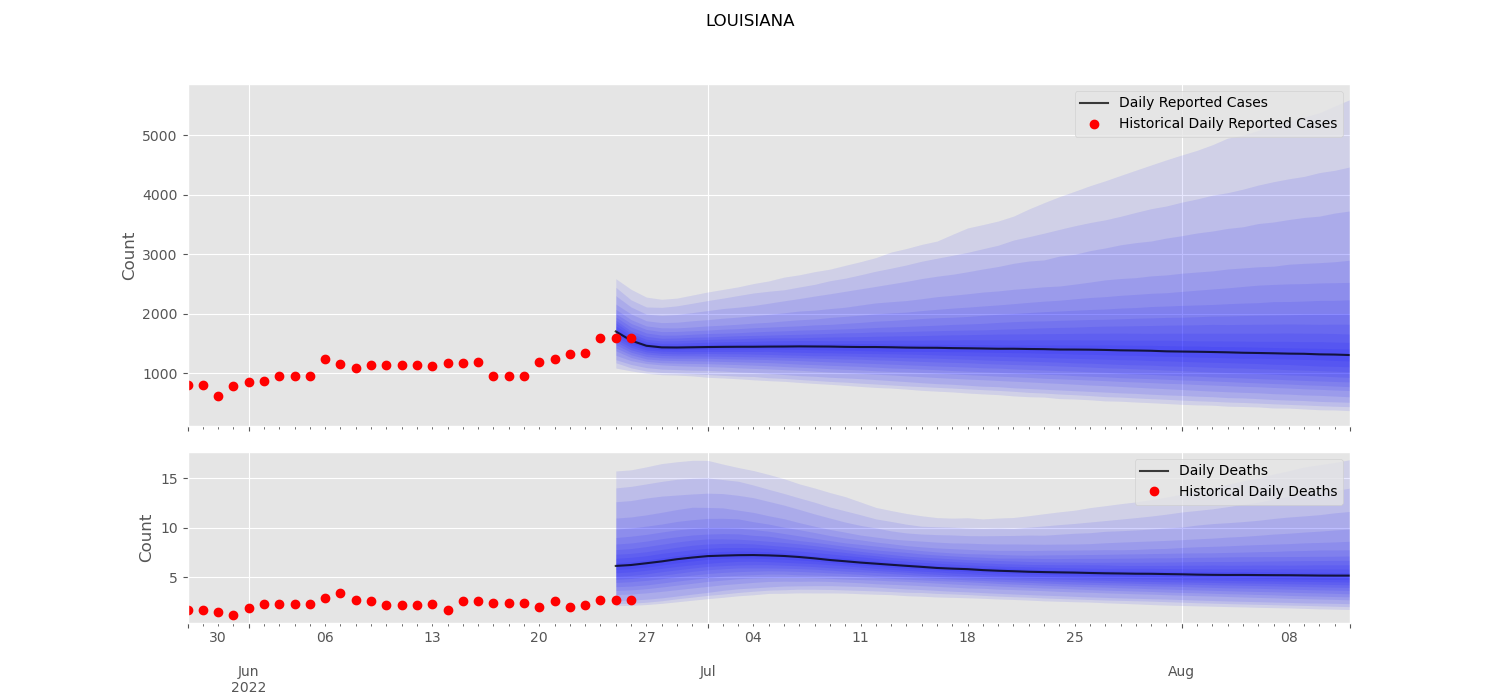 LOUISIANA
Daily Reported Cases
Historical Daily Reported Cases
5000
4000
3000
2000
1000
Count
Daily Deaths
Historical Daily Deaths
15
10
5
Count
30 06 13 20 27 04 11 18 25 08
Jun Jul Aug
2022